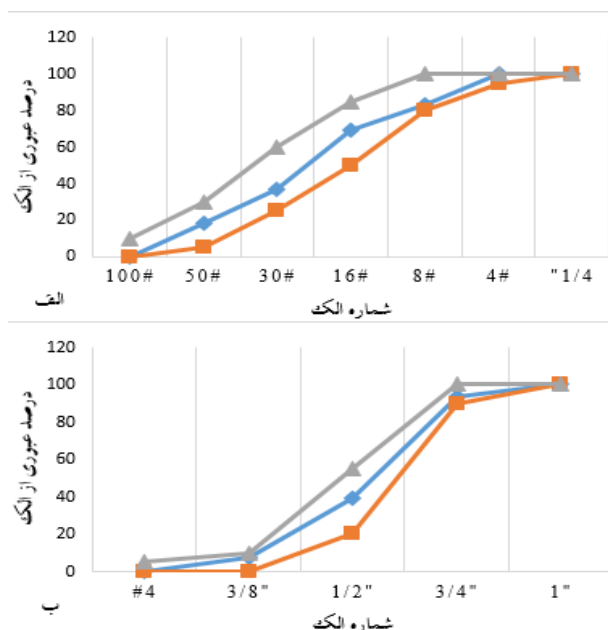 120
100
80
60
40
20
0
درصد عبوری از الک
100# 50# 30# 16# 8# 4# "1/4
شماره الک
الف
120
100
80
60
40
20
0
درصد عبوری از الک
#4 3/8" 1/2" 3/4" 1"
شماره الک
ب